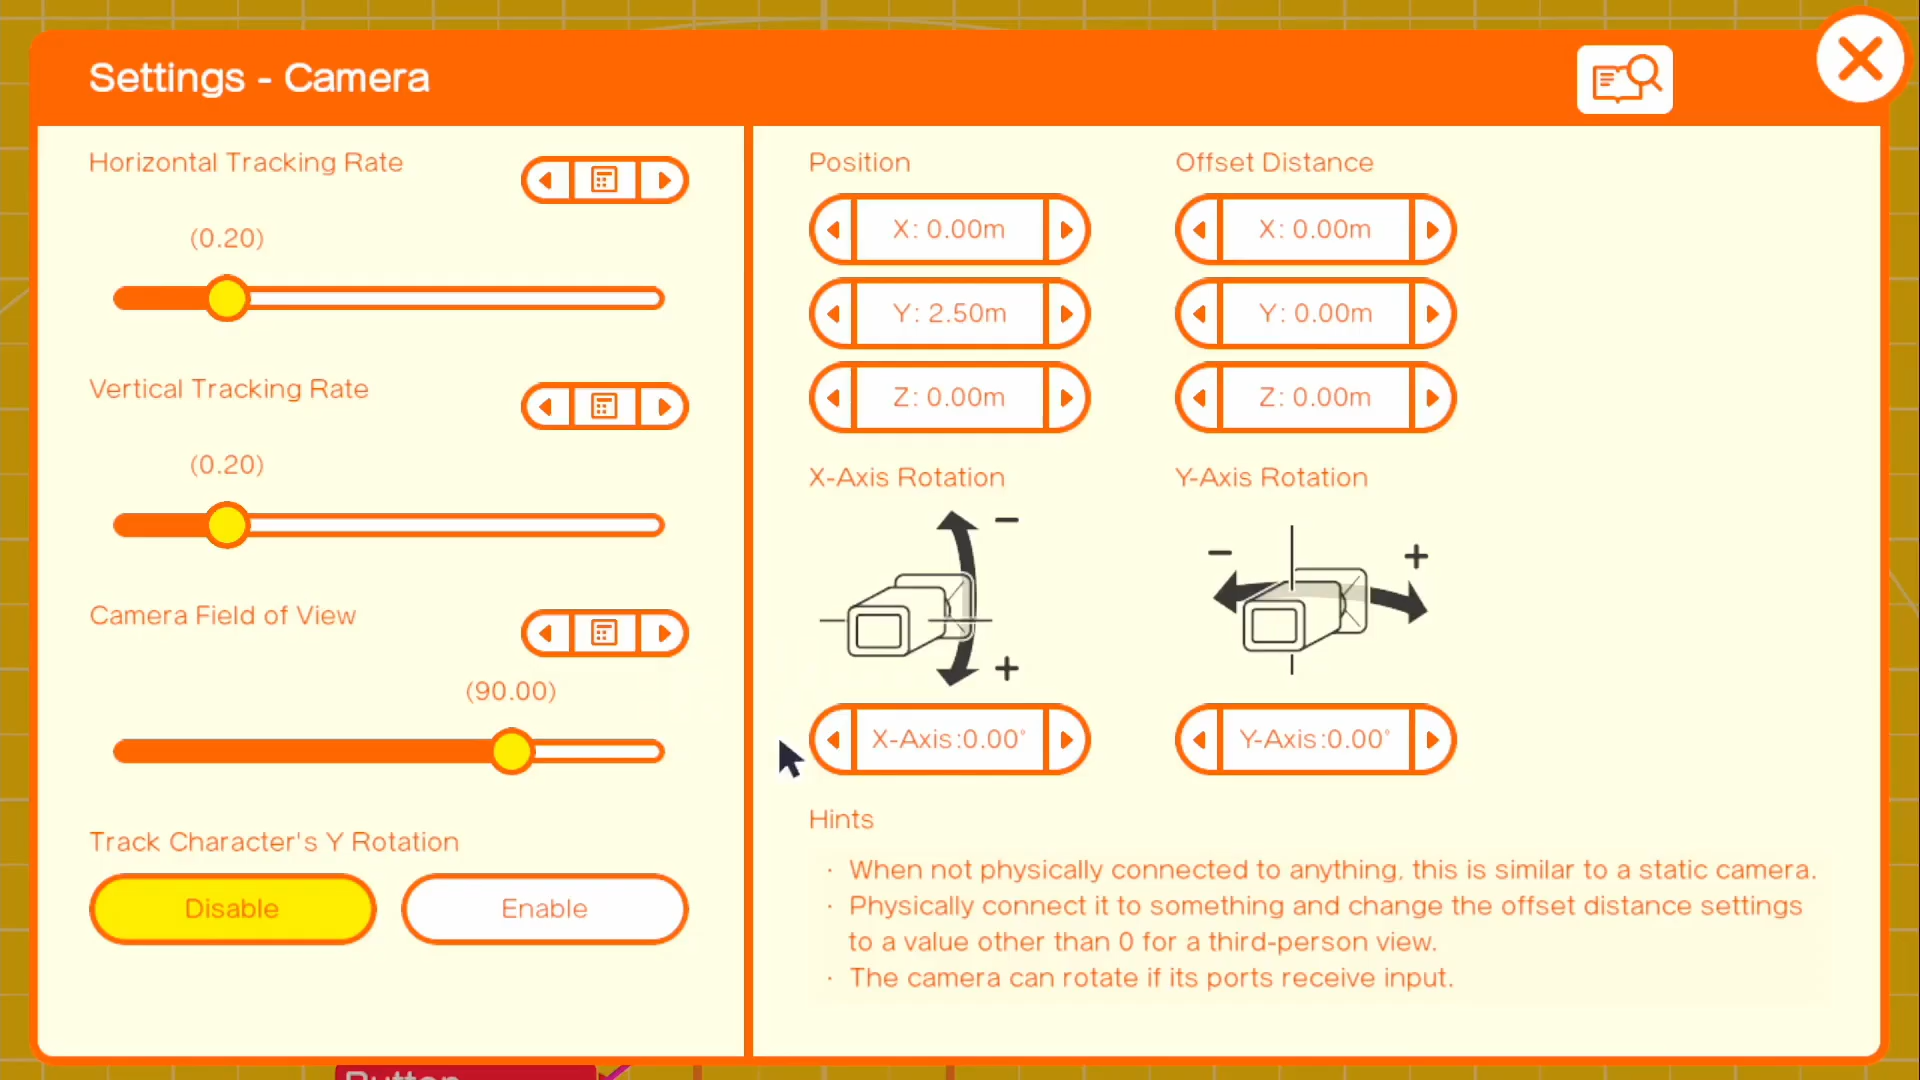 Settings - Camera
Horizontal Tracking Rate
(0.20)
Vertical Tracking Rate
(0.20)
Camera Field of View
(90.00)
Track Character's Y Rotation
Disable
Enable
Position
X: 0.00m
Y: 2.50m
Z: 0.00m
Offset Distance
X: 0.00m
Y: 0.00m
Z: 0.00m
X-Axis Rotation
−
+
X-Axis:0.00°
Y-Axis Rotation
− +
Y-Axis:0.00°
Hints
· When not physically connected to anything, this is similar to a static camera.
· Physically connect it to something and change the offset distance settings
to a value other than 0 for a third-person view.
· The camera can rotate if its ports receive input.
Button